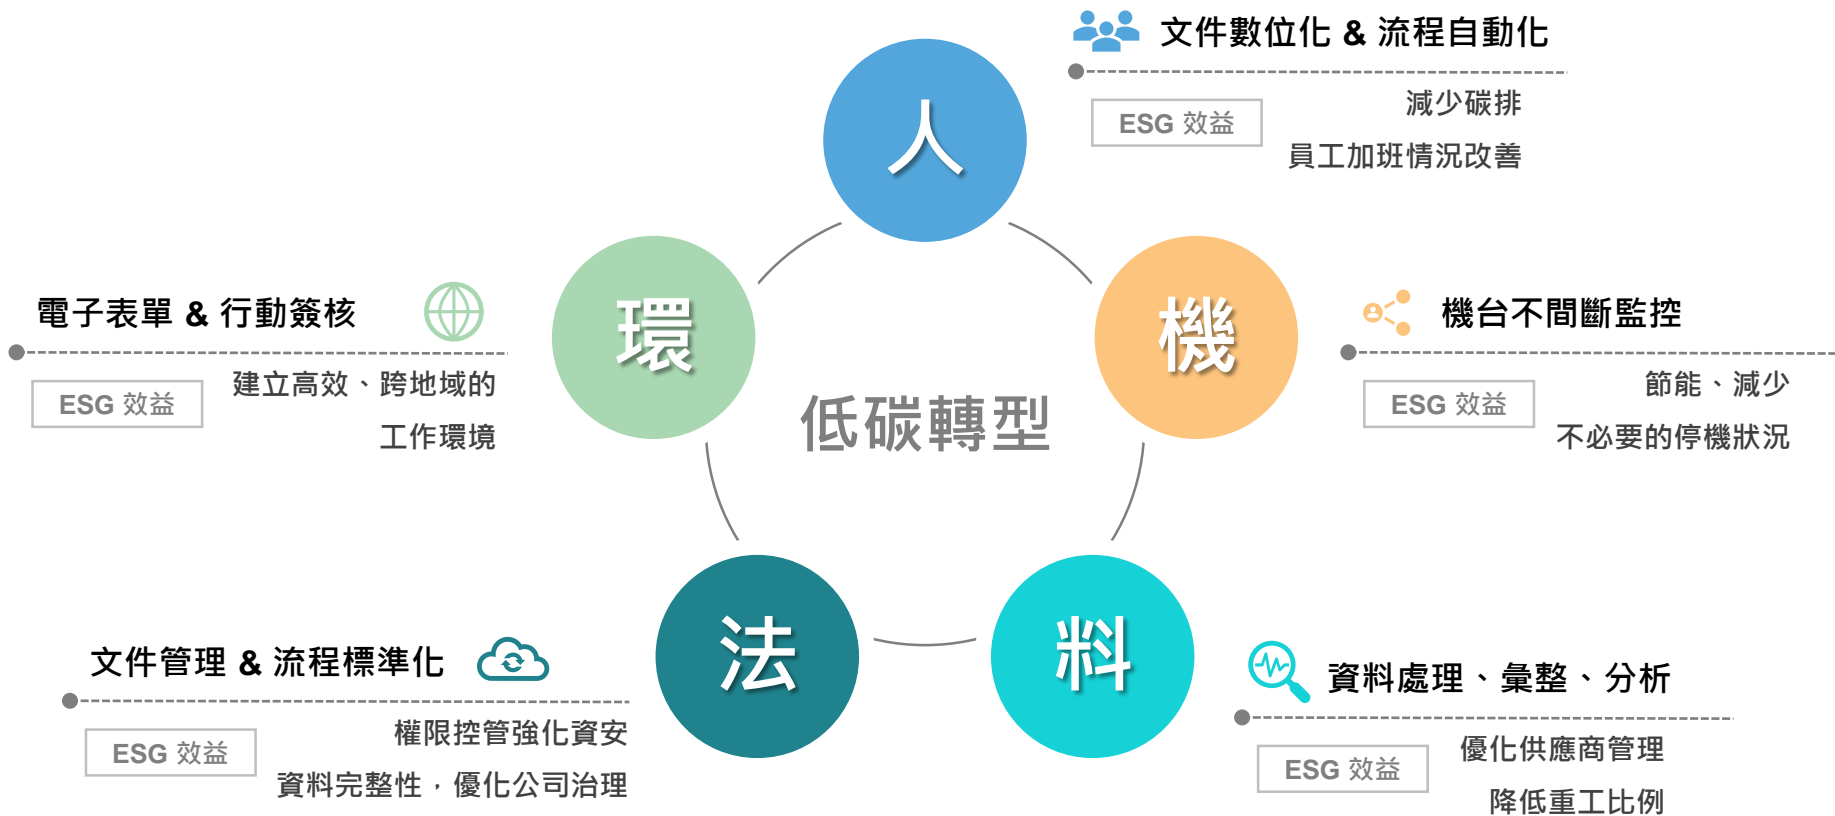 文件數位化 & 流程自動化
ESG 效益
減少碳排
員工加班情況改善
人
環
機
低碳轉型
法
料
電子表單 & 行動簽核
ESG 效益
建立高效、跨地域的
工作環境
機台不間斷監控
ESG 效益
節能、減少
不必要的停機狀況
文件管理 & 流程標準化
ESG 效益
權限控管強化資安
資料完整性，優化公司治理
資料處理、彙整、分析
ESG 效益
優化供應商管理
降低重工比例